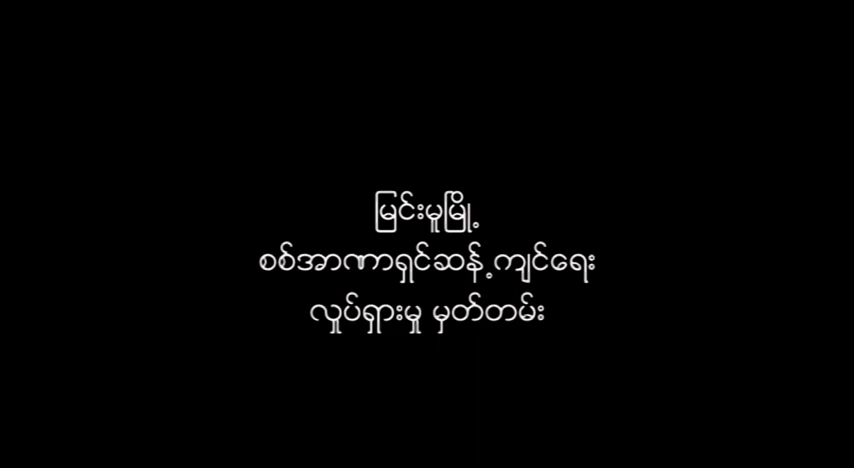 မြင်းမူမြို့
စစ်အာဏာရှင်ဆန့်ကျင်ရေး
လှုပ်ရှားမှု မှတ်တမ်း